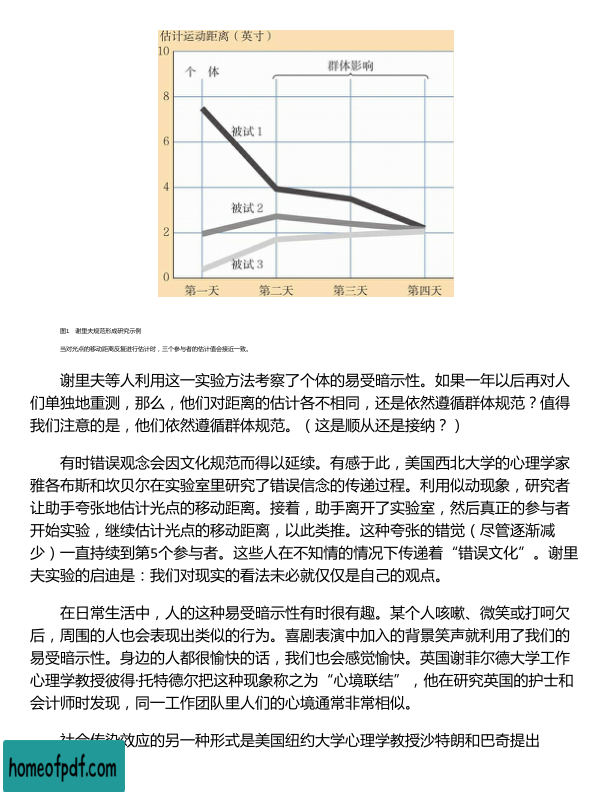 估计运动距离（英寸）
10
个 体
群体影响
8
被试 1
6
4
被试 2
2
被试 3
0
第一天 第二天 第三天 第四天
图1 谢里夫规范形成研究示例
当对光点的移动距离反复进行估计时，三个参与者的估计值会接近一致。
谢里夫等人利用这一实验方法考察了个体的易受暗示性。如果一年以后再对人
们单独地重测，那么，他们对距离的估计各不相同，还是依然遵循群体规范？值得
我们注意的是，他们依然遵循群体规范。（这是顺从还是接纳？）
有时错误观念会因文化规范而得以延续。有感于此，美国西北大学的心理学家
雅各布斯和坎贝尔在实验室里研究了错误信念的传递过程。利用似动现象，研究者
让助手夸张地估计光点的移动距离。接着，助手离开了实验室，然后真正的参与者
开始实验，继续估计光点的移动距离，以此类推。这种夸张的错觉（尽管逐渐减
少）一直持续到第5个参与者。这些人在不知情的情况下传递着“错误文化”。谢里
夫实验的启迪是：我们对现实的看法未必就仅仅是自己的观点。
在日常生活中，人的这种易受暗示性有时很有趣。某个人咳嗽、微笑或打呵欠
后，周围的人也会表现出类似的行为。喜剧表演中加入的背景笑声就利用了我们的
易受暗示性。身边的人都很愉快的话，我们也会感觉愉快。英国谢菲尔德大学工作
心理学教授彼得·托特德尔把这种现象称之为“心境联结”，他在研究英国的护士和
会计师时发现，同一工作团队里人们的心境通常非常相似。
社会传染效应的另一种形式是美国纽约大学心理学教授沙特朗和巴奇提出
homeofpdf.com